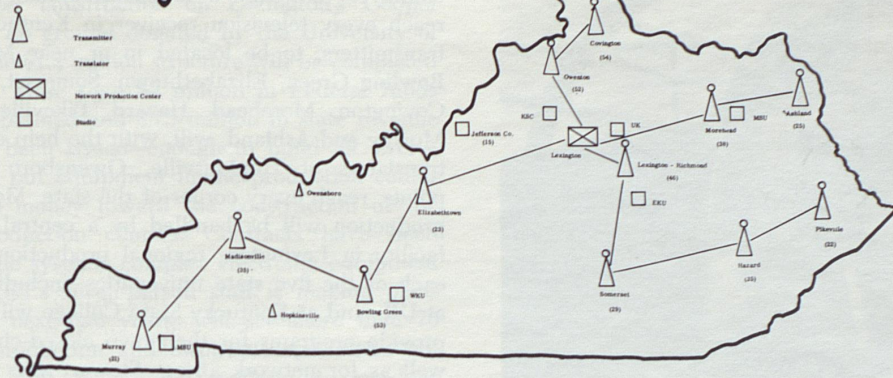 Transmitter
Translator
Network Production Center
Studio
Covington
(54)
Owenton
(52)
KSC
UK
Jefferson Co.
(15)
Lexington
Morehead
MSU
Ashland
(25)
Lexington - Richmond
(46)
EKU
Owensboro
Elizabethtown
(23)
Pikeville
(22)
Madisonville
(35)
Hazard
(35)
Somerset
(29)
Bowling Green
(53)
WKU
Hopkinsville
Murray
(21)
MSU